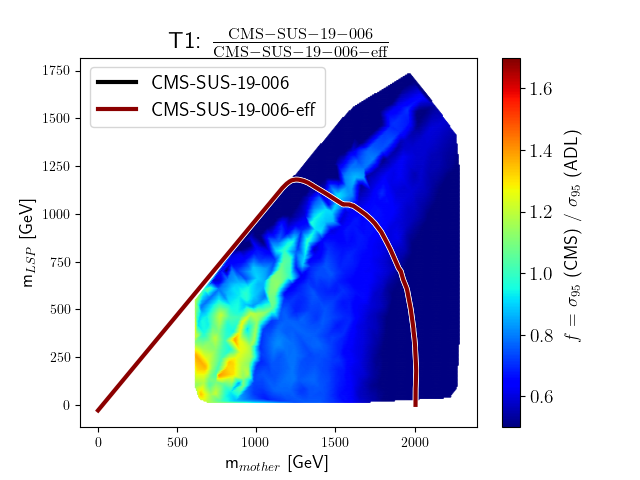 T1: CMS−SUS−19−006
CMS−SUS−19−006−eff
CMS-SUS-19-006
CMS-SUS-19-006-eff
1750
1500
1250
1000
750
500
250
0
m_LSP [GeV]
0 500 1000 1500 2000
m_mother [GeV]
1.6
1.4
1.2
1.0
0.8
0.6
f = σ95 (CMS) / σ95 (ADL)